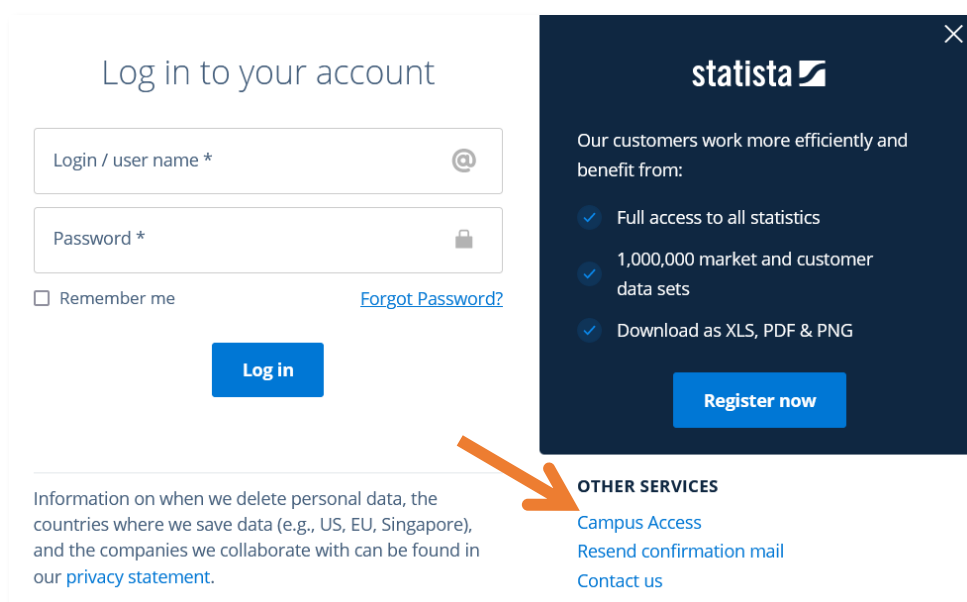 Log in to your account
Login / user name *
@
Password *
Remember me
Forgot Password?
Log in
Information on when we delete personal data, the
countries where we save data (e.g., US, EU, Singapore),
and the companies we collaborate with can be found in
our privacy statement.
statista
Our customers work more efficiently and
benefit from:
Full access to all statistics
1,000,000 market and customer
data sets
Download as XLS, PDF & PNG
Register now
OTHER SERVICES
Campus Access
Resend confirmation mail
Contact us